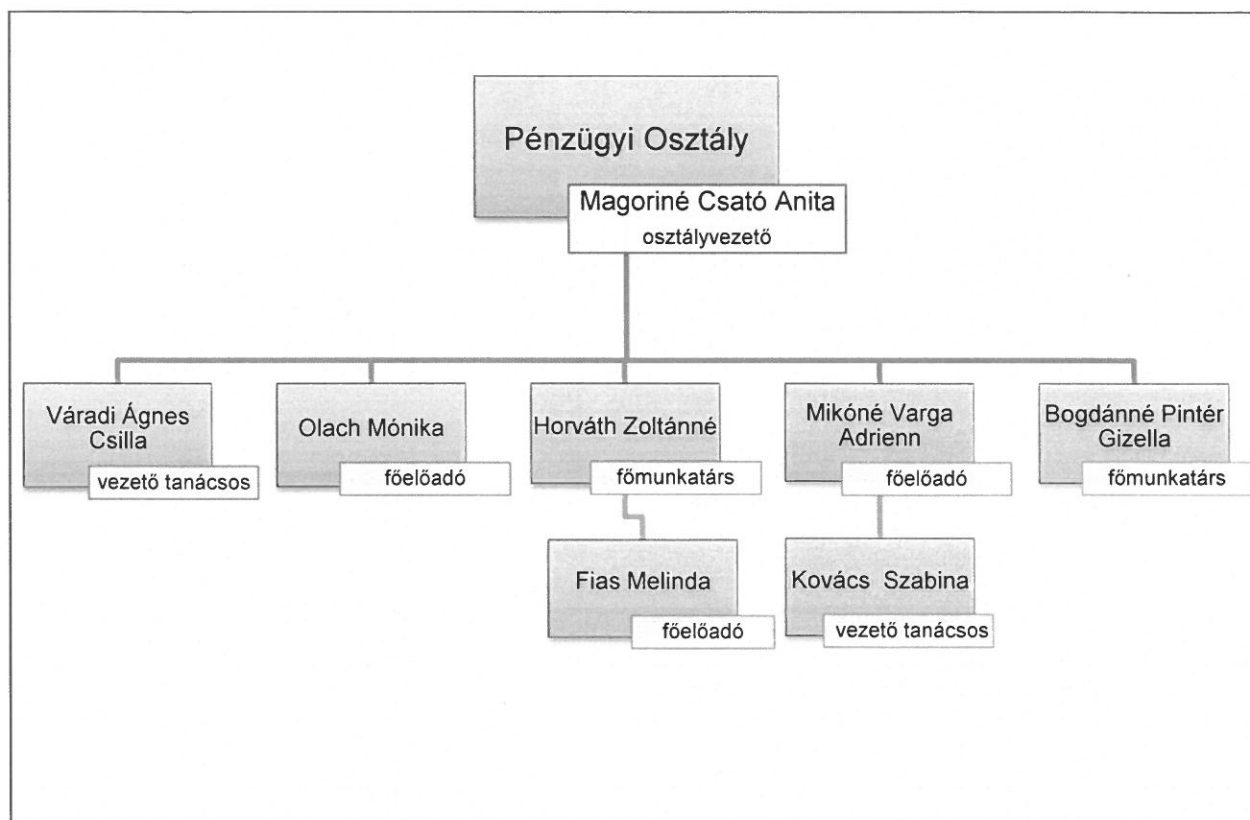 Pénzügyi Osztály
Magoriné Csató Anita
osztályvezető
Váradi Ágnes
Csilla
vezető tanácsos
Olach Mónika
főelőadó
Horváth Zoltánné
főmunkatárs
Mikóné Varga
Adrienn
főelőadó
Bogdánné Pintér
Gizella
főmunkatárs
Fias Melinda
főelőadó
Kovács Szabina
vezető tanácsos